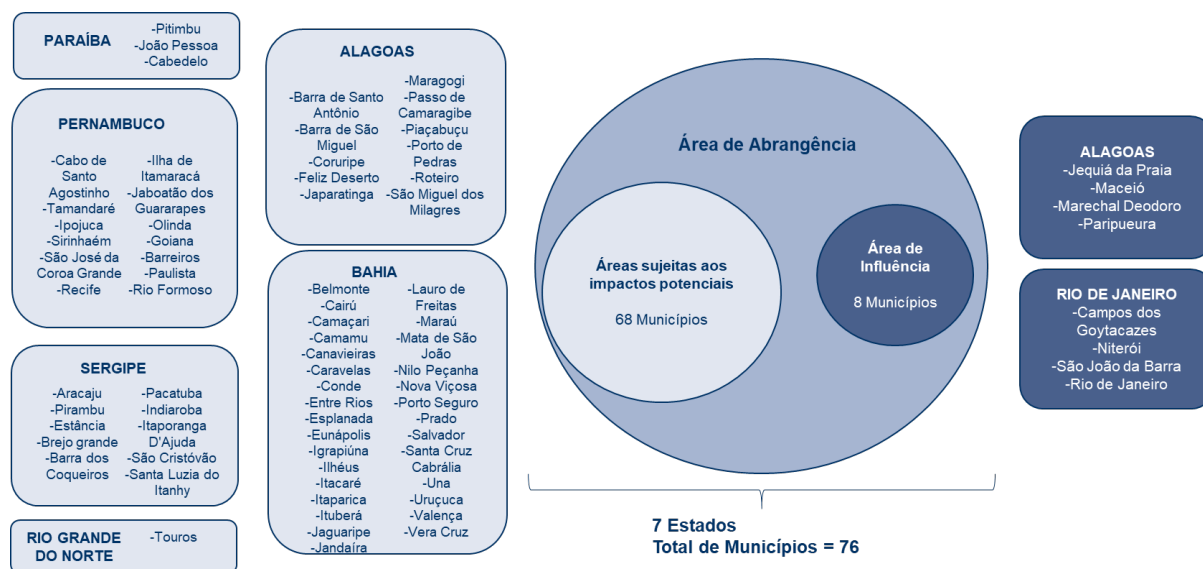 PARAÍBA
-Pitimbu
-João Pessoa
-Cabedelo
PERNAMBUCO
-Cabo de
Santo
Agostinho
-Tamandaré
-Ipojuca
-Sirinhaém
-São José da
Coroa Grande
-Recife
-Ilha de
Itamaracá
-Jaboatão dos
Guararapes
-Olinda
-Goiana
-Barreiros
-Paulista
-Rio Formoso
SERGIPE
-Aracaju
-Pirambu
-Estância
-Brejo grande
-Barra dos
Coqueiros
-Pacatuba
-Indiaroba
-Itaporanga
D'Ajuda
-São Cristóvão
-Santa Luzia do
Itanhy
RIO GRANDE
DO NORTE
-Touros
ALAGOAS
-Barra de Santo
Antônio
-Barra de São
Miguel
-Coruripe
-Feliz Deserto
-Japaratinga
-Maragogi
-Passo de
Camaragibe
-Piaçabuçu
-Porto de
Pedras
-Roteiro
-São Miguel dos
Milagres
BAHIA
-Belmonte
-Cairú
-Camaçari
-Camamu
-Canavieiras
-Caravelas
-Conde
-Entre Rios
-Esplanada
-Eunápolis
-Igrapiúna
-Ilhéus
-Itacaré
-Itaparica
-Ituberá
-Jaguaripe
-Jandaíra
-Lauro de
Freitas
-Maraú
-Mata de São
João
-Nilo Peçanha
-Nova Viçosa
-Porto Seguro
-Prado
-Salvador
-Santa Cruz
Cabrália
-Una
-Uruçuca
-Valença
-Vera Cruz
Área de Abrangência
Áreas sujeitas aos
impactos potenciais
68 Municípios
Área de
Influência
8 Municípios
7 Estados
Total de Municípios = 76
ALAGOAS
-Jequiá da Praia
-Maceió
-Marechal Deodoro
-Paripueura
RIO DE JANEIRO
-Campos dos
Goytacazes
-Niterói
-São João da Barra
-Rio de Janeiro